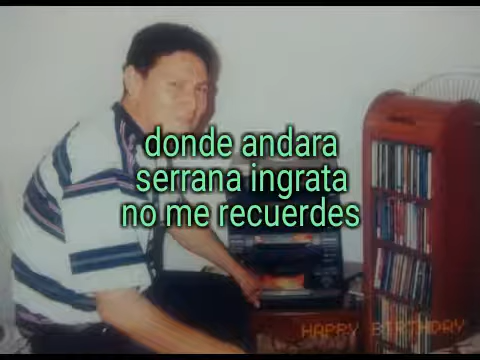 donde andara
serrana ingrata
no me recuerdes
HAPPY BIRTHDAY